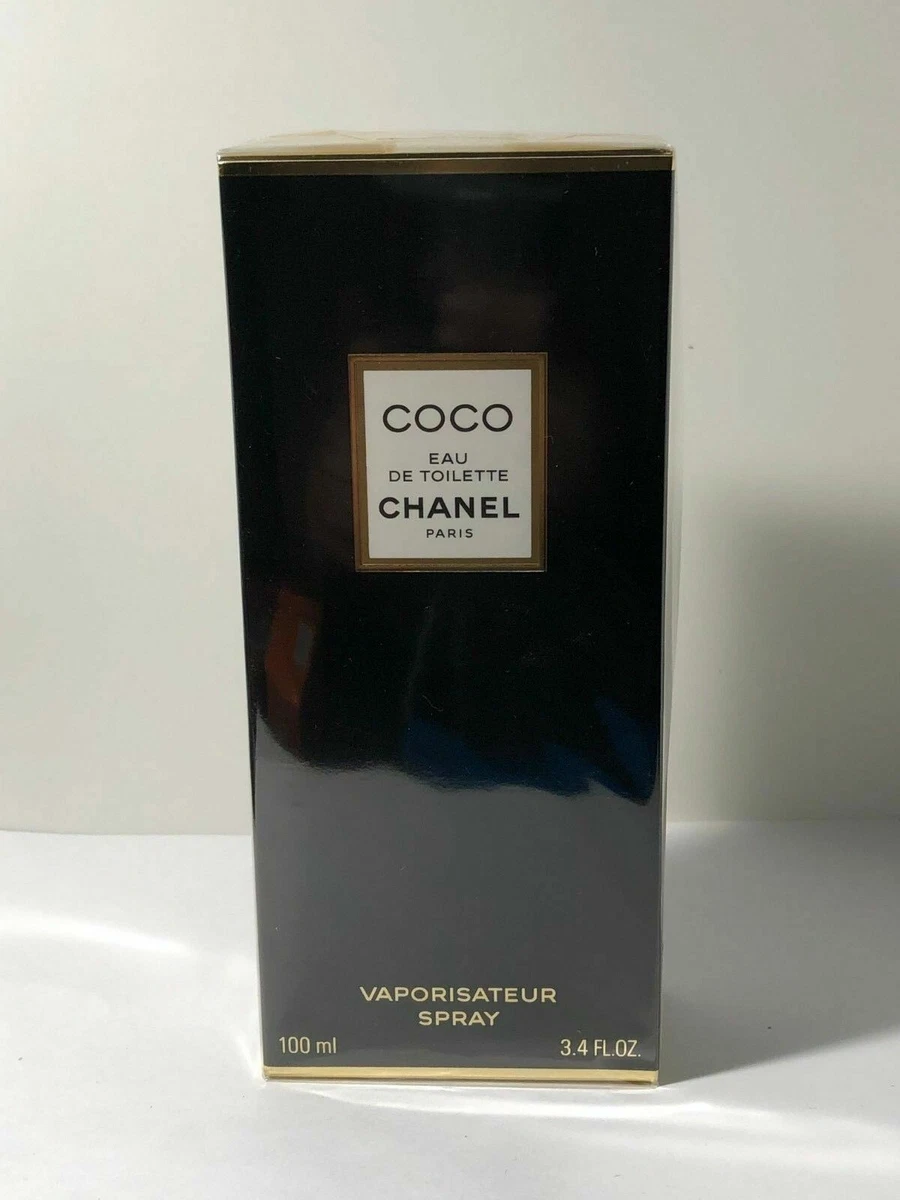 COCO
EAU
DE TOILETTE
CHANEL
PARIS
VAPORISATEUR
SPRAY
100 ml 3.4 FL.OZ.